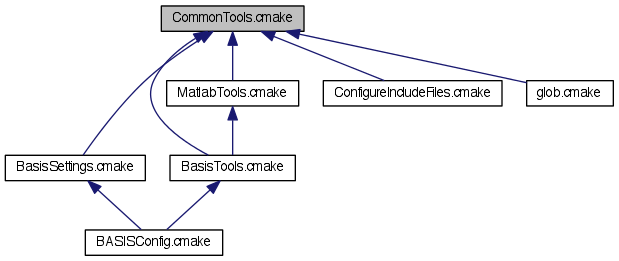 CommonTools.cmake
MatlabTools.cmake
ConfigureIncludeFiles.cmake
glob.cmake
BasisSettings.cmake
BasisTools.cmake
BASISConfig.cmake